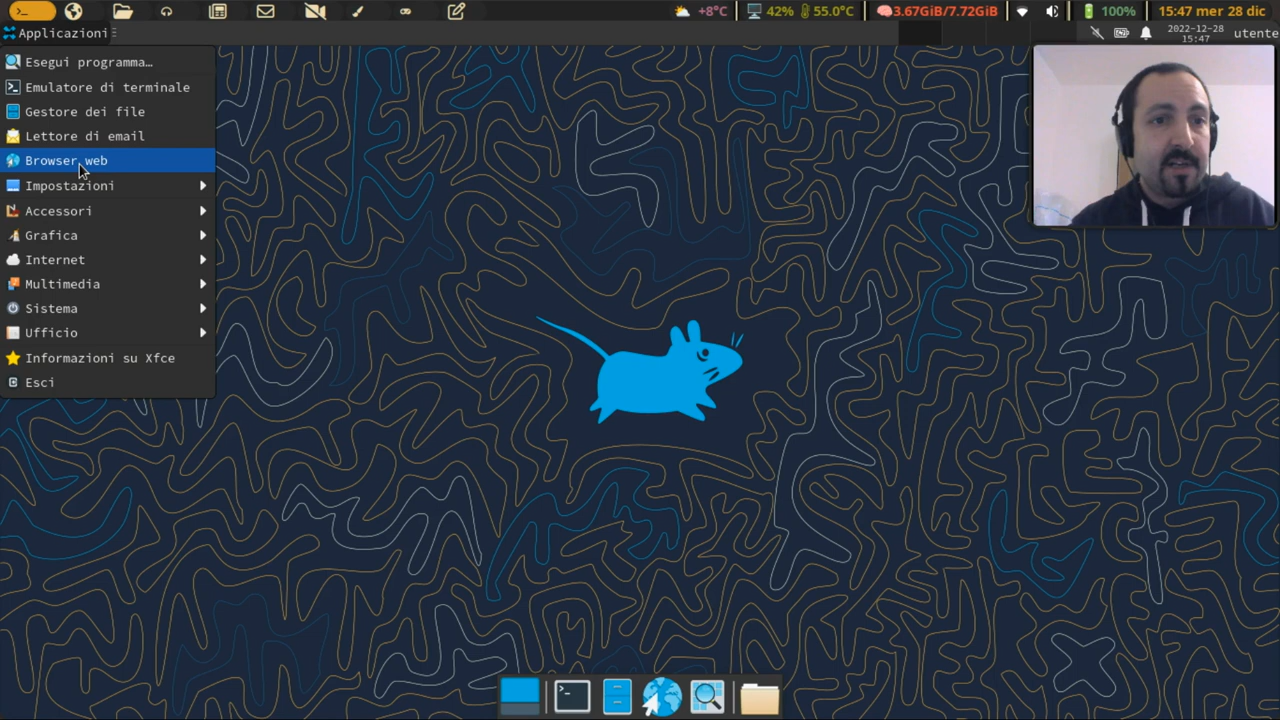 +8°C 42% 55.0°C 3.67GiB/7.72GiB 100% 15:47 mer 28 dic
Applicazioni
2022-12-28
15:47
utente
Esegui programma…
Emulatore di terminale
Gestore dei file
Lettore di email
Browser web
Impostazioni
Accessori
Grafica
Internet
Multimedia
Sistema
Ufficio
Informazioni su Xfce
Esci